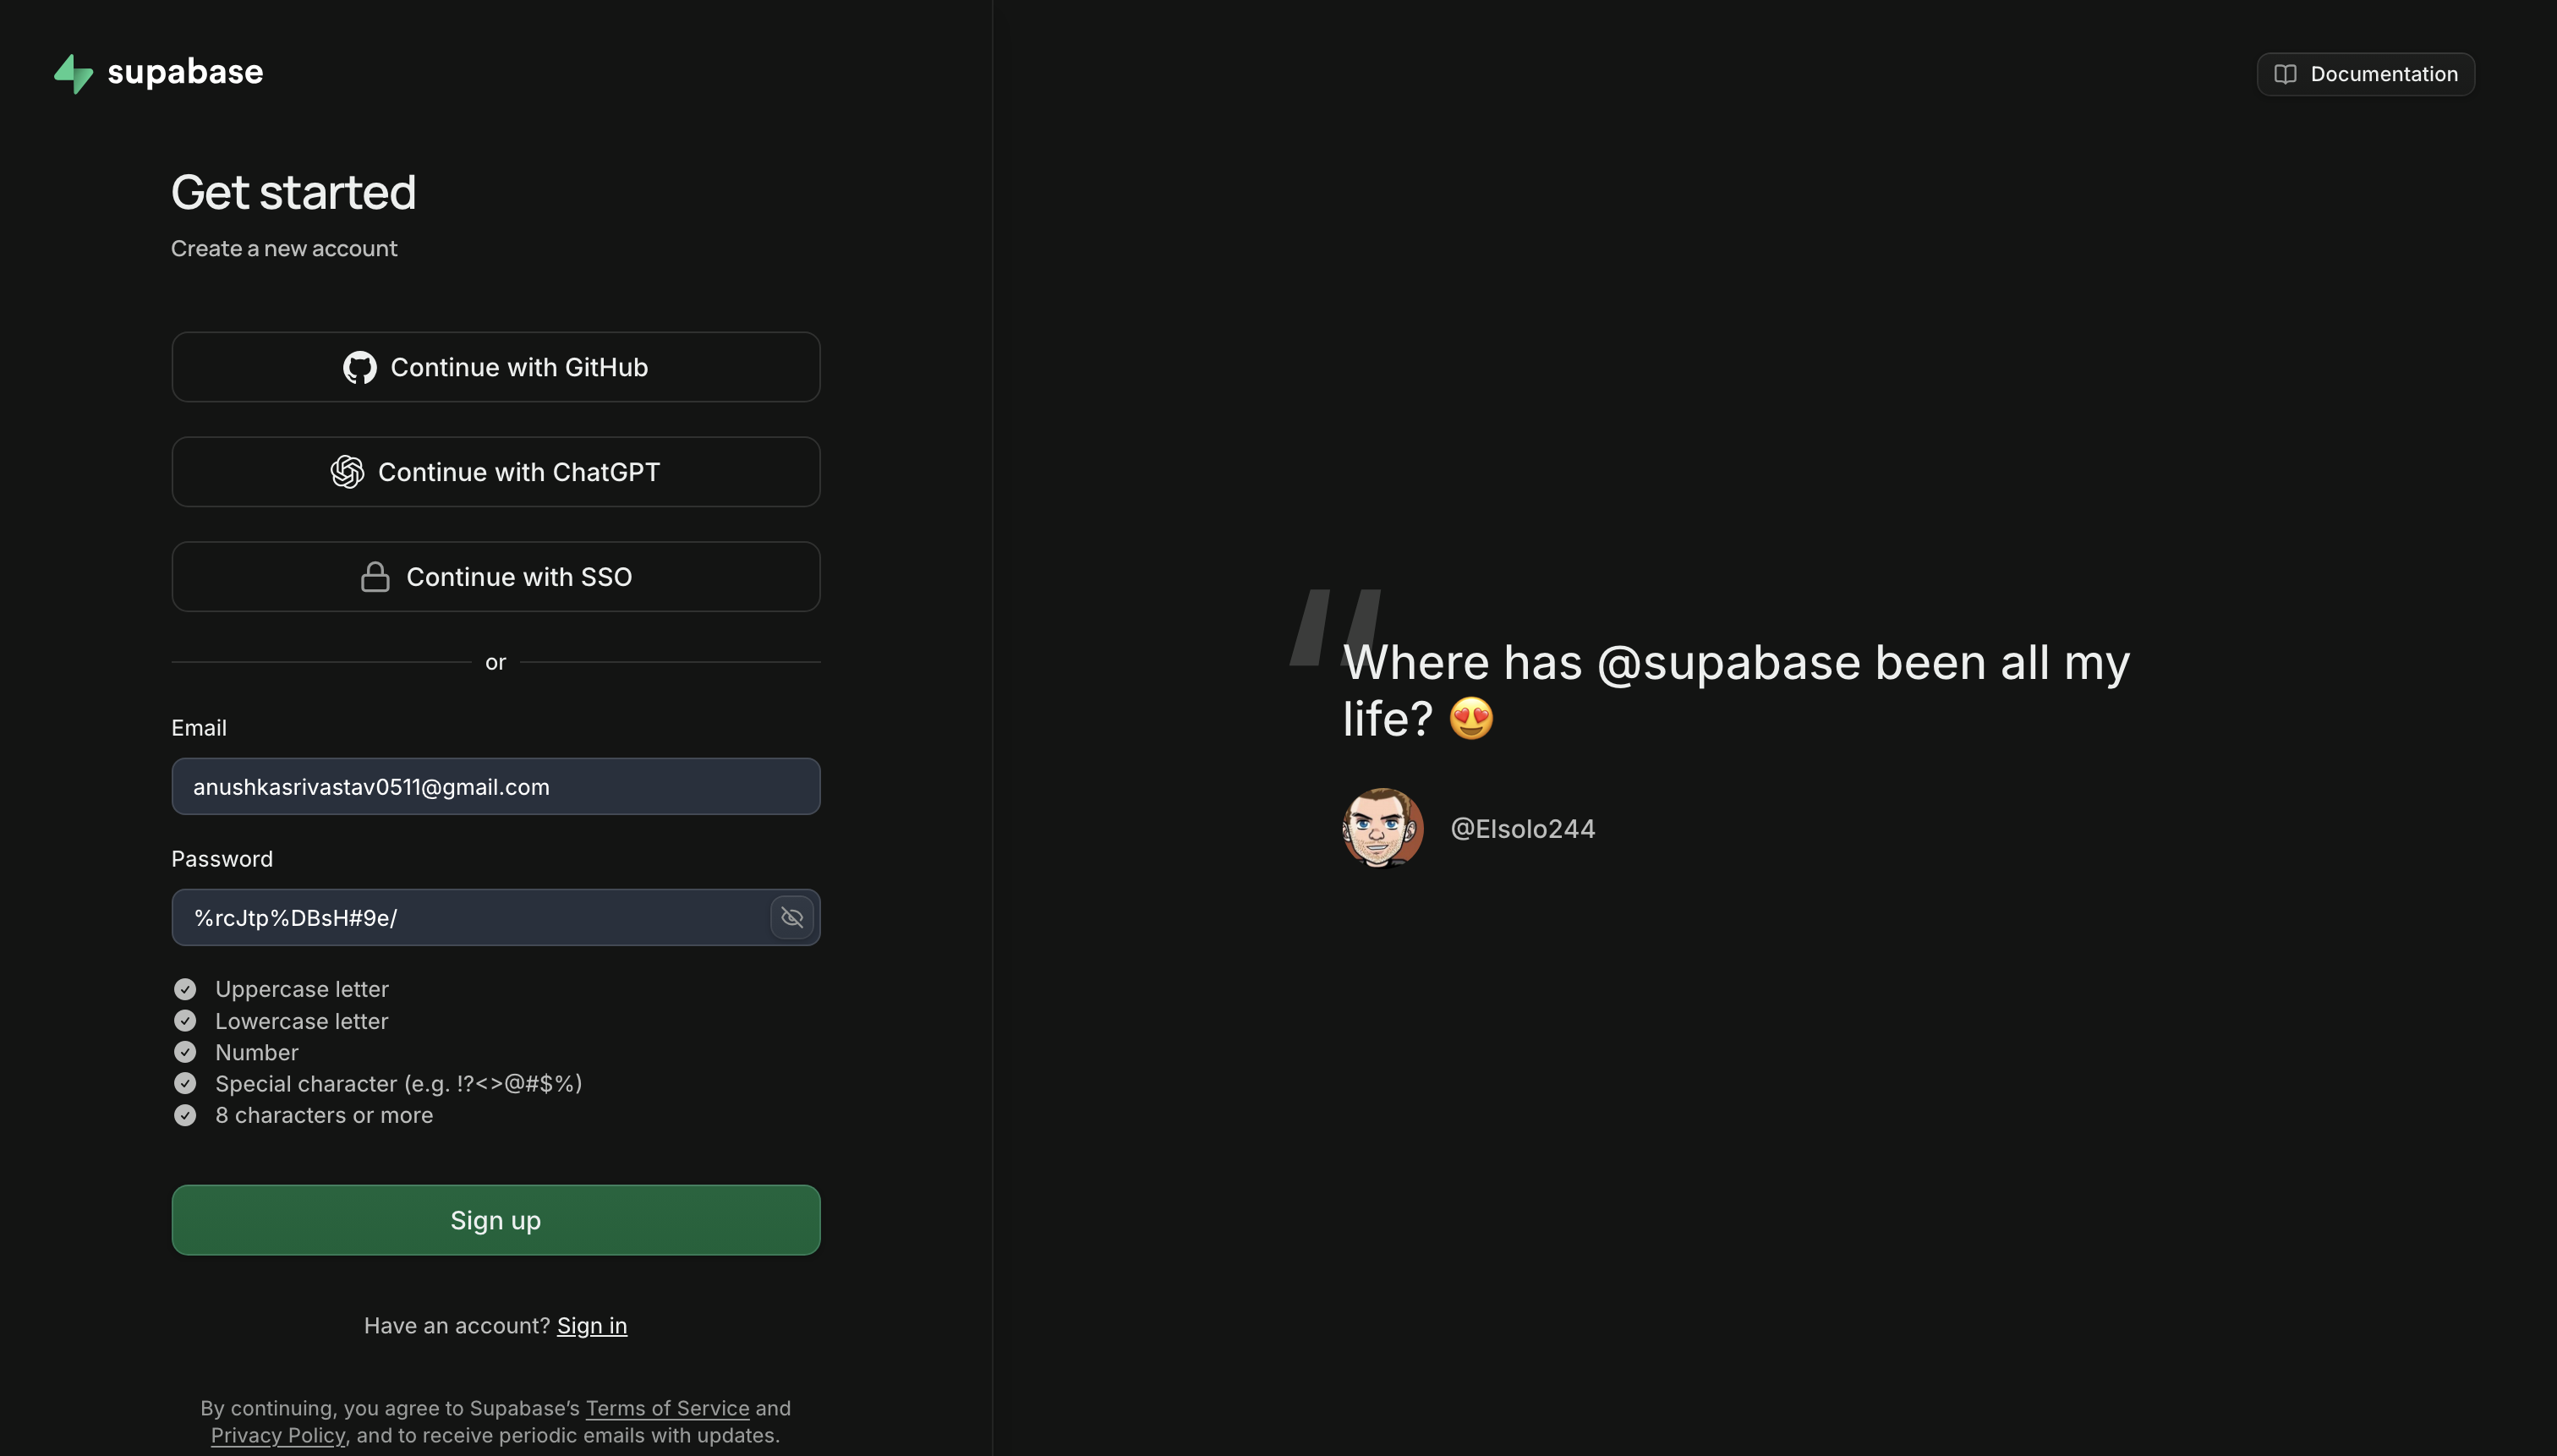 supabase
Documentation
Get started
Create a new account
Continue with GitHub
Continue with ChatGPT
Continue with SSO
or
Email
anushkasrivastav0511@gmail.com
Password
%rcJtp%DBsH#9e/
Uppercase letter
Lowercase letter
Number
Special character (e.g. !?<>@#$%)
8 characters or more
Sign up
Have an account? Sign in
By continuing, you agree to Supabase’s Terms of Service and
Privacy Policy, and to receive periodic emails with updates.
"
Where has @supabase been all my
life? 😍
@Elsolo244